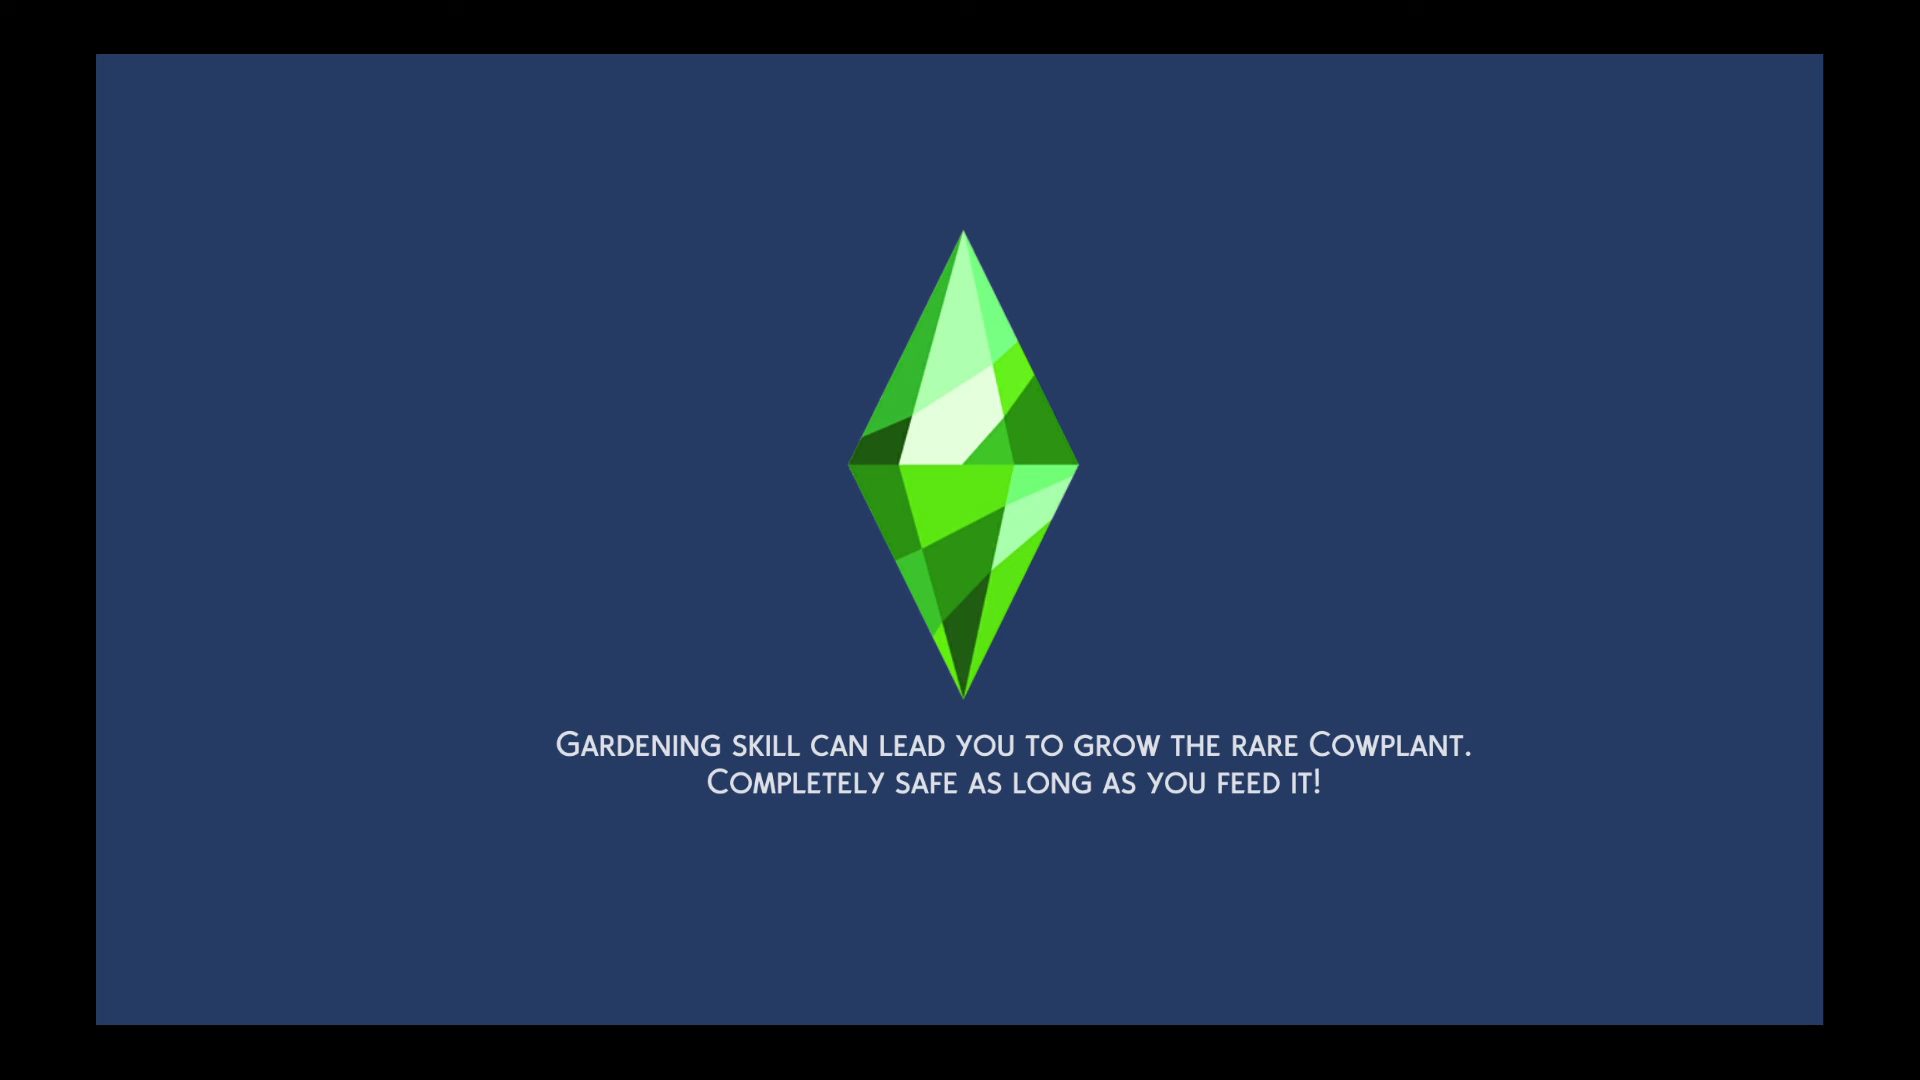 Gardening skill can lead you to grow the rare Cowplant.
Completely safe as long as you feed it!